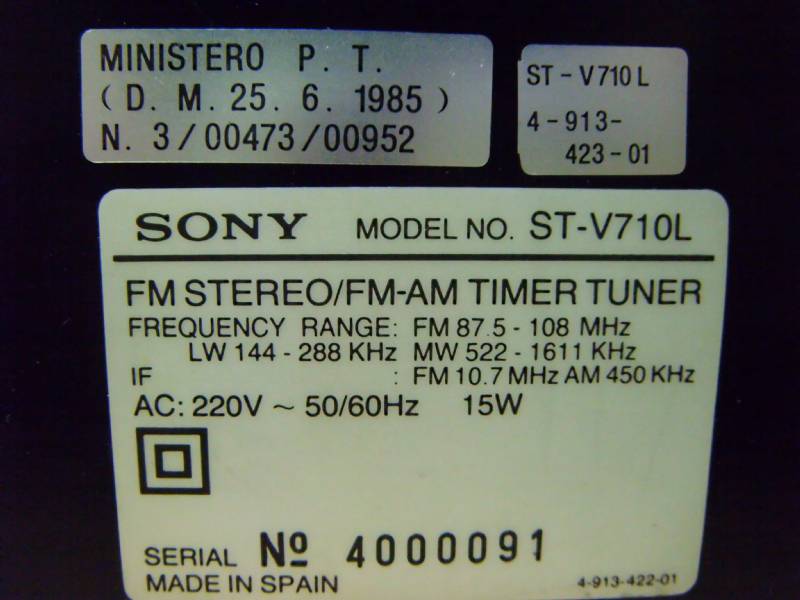 MINISTERO P. T.
( D. M. 25. 6. 1985 )
N. 3/00473/00952
ST-V710L
4-913-
423-01
SONY MODEL NO. ST-V710L
FM STEREO/FM-AM TIMER TUNER
FREQUENCY RANGE: FM 87.5 - 108 MHz
LW 144 - 288 KHz MW 522 - 1611 KHz
IF : FM 10.7 MHz AM 450 KHz
AC: 220V ~ 50/60Hz 15W
SERIAL Nº 4000091
MADE IN SPAIN 4-913-422-01